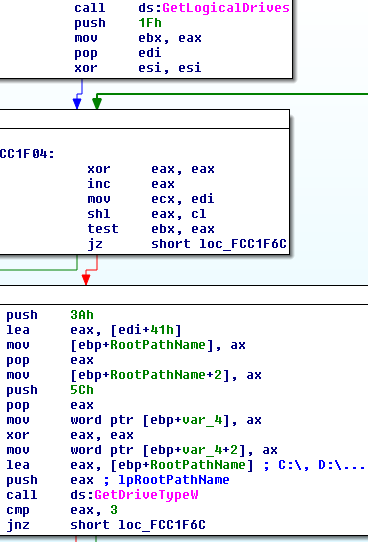 call ds:GetLogicalDrives
push 1Fh
mov ebx, eax
pop edi
xor esi, esi
CC1F04:
xor eax, eax
inc eax
mov ecx, edi
shl eax, cl
test ebx, eax
jz short loc_FCC1F6C
push 3Ah
lea eax, [edi+41h]
mov [ebp+RootPathName], ax
pop eax
mov [ebp+RootPathName+2], ax
push 5Ch
pop eax
mov word ptr [ebp+var_4], ax
xor eax, eax
mov word ptr [ebp+var_4+2], ax
lea eax, [ebp+RootPathName] ; C:\, D:\...
push eax ; lpRootPathName
call ds:GetDriveTypeW
cmp eax, 3
jnz short loc_FCC1F6C